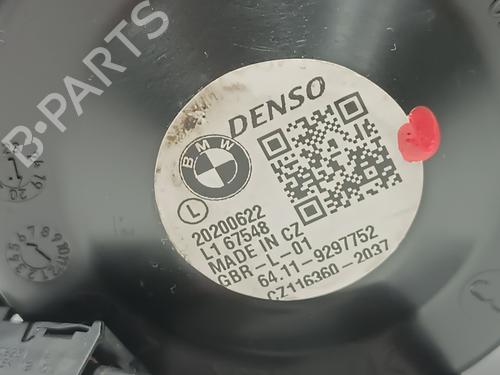 B-PARTS
DENSO
BMW
L
20200622
L1 67548
MADE IN CZ
GBR-L-01
64.11-9297752
CZ116360-2037